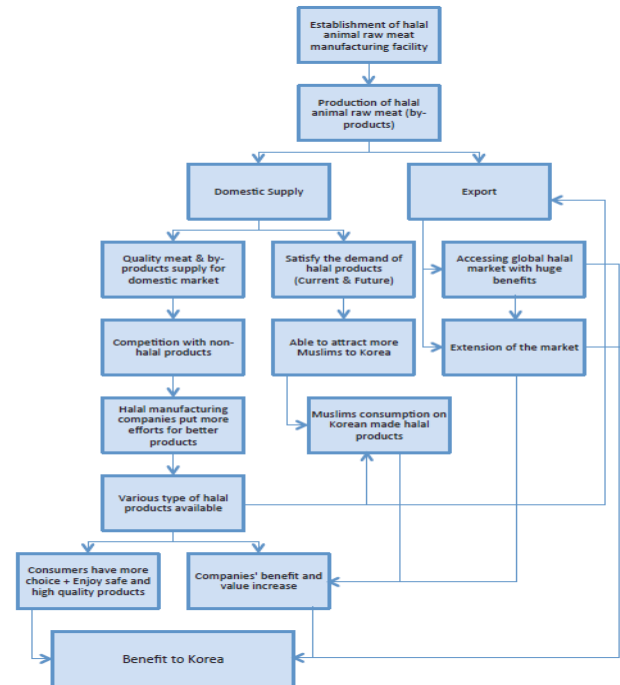 Establishment of halal
animal raw meat
manufacturing facility
Production of halal
animal raw meat (by-
products)
Domestic Supply
Export
Quality meat & by-
products supply for
domestic market
Satisfy the demand of
halal products
(Current & Future)
Accessing global halal
market with huge
benefits
Competition with non-
halal products
Able to attract more
Muslims to Korea
Extension of the market
Halal manufacturing
companies put more
efforts for better
products
Muslims consumption on
Korean made halal
products
Various type of halal
products available
Consumers have more
choice + Enjoy safe and
high quality products
Companies' benefit and
value increase
Benefit to Korea